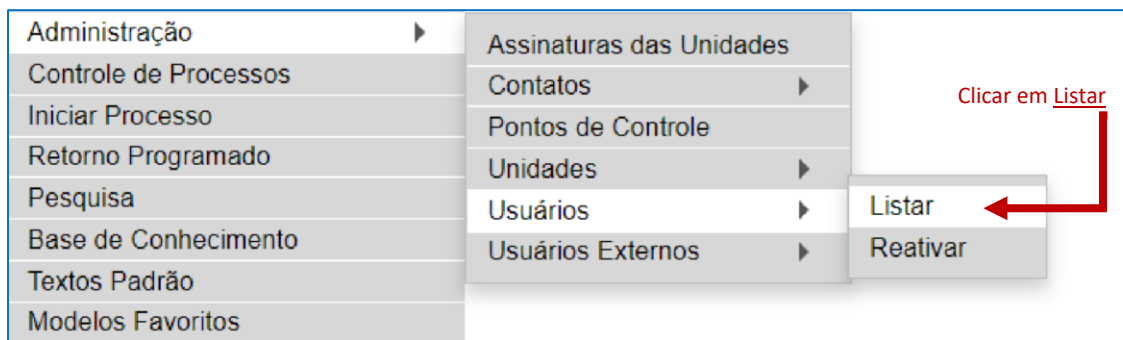 Administração
Controle de Processos
Iniciar Processo
Retorno Programado
Pesquisa
Base de Conhecimento
Textos Padrão
Modelos Favoritos
Assinaturas das Unidades
Contatos
Pontos de Controle
Unidades
Usuários
Usuários Externos
Listar
Reativar
Clicar em Listar